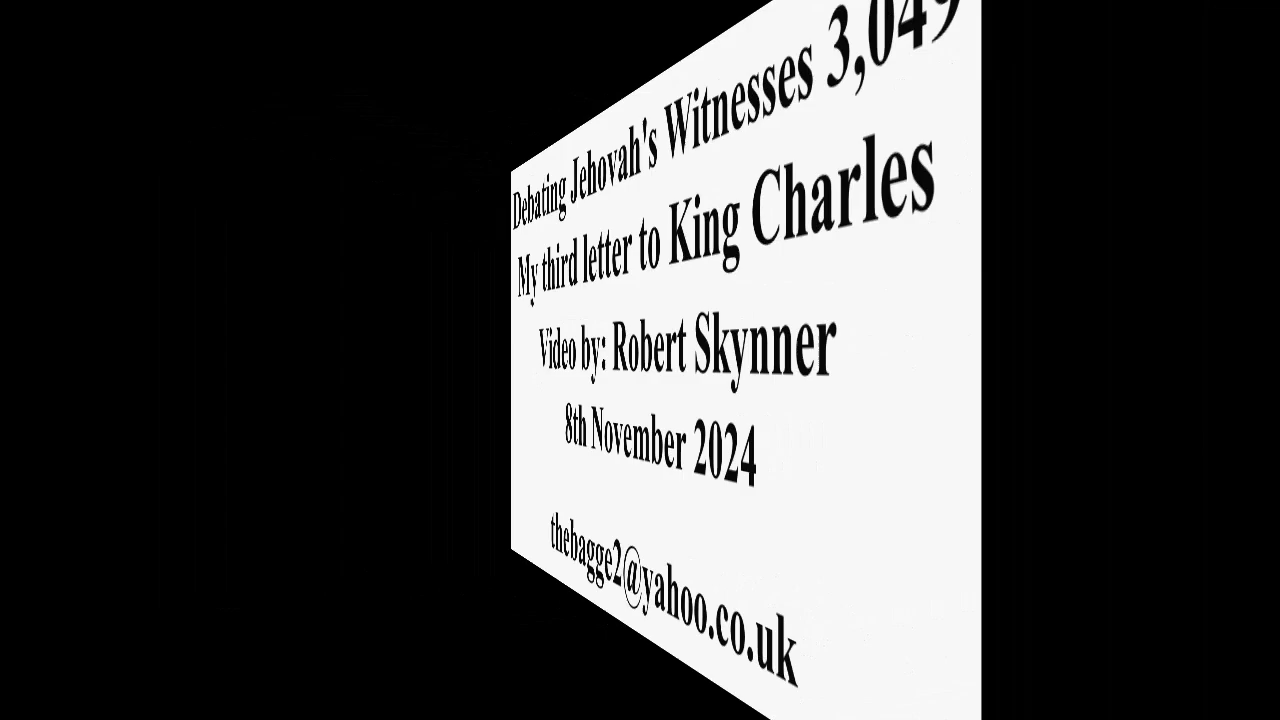 Debating Jehovah's Witnesses 3,049
My third letter to King Charles
Video by: Robert Skynner
8th November 2024
thebagge2@yahoo.co.uk